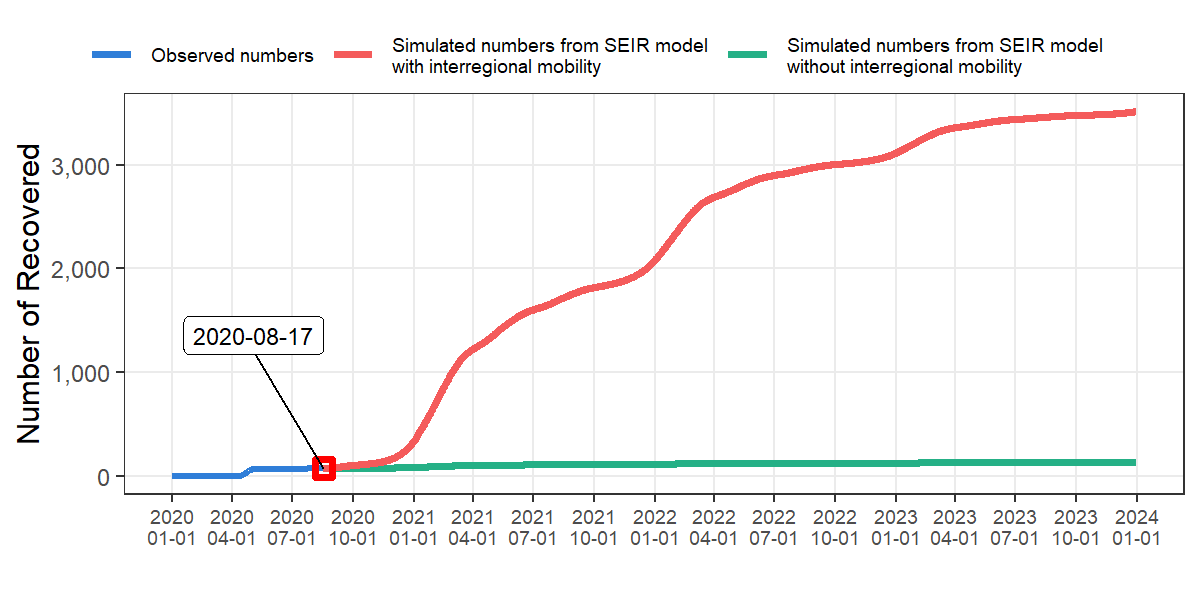 Observed numbers
Simulated numbers from SEIR model
with interregional mobility
Simulated numbers from SEIR model
without interregional mobility
Number of Recovered
3,000
2,000
1,000
0
2020-08-17
2020 2020 2020 2020 2021 2021 2021 2021 2022 2022 2022 2022 2023 2023 2023 2023 2024
01-01 04-01 07-01 10-01 01-01 04-01 07-01 10-01 01-01 04-01 07-01 10-01 01-01 04-01 07-01 10-01 01-01